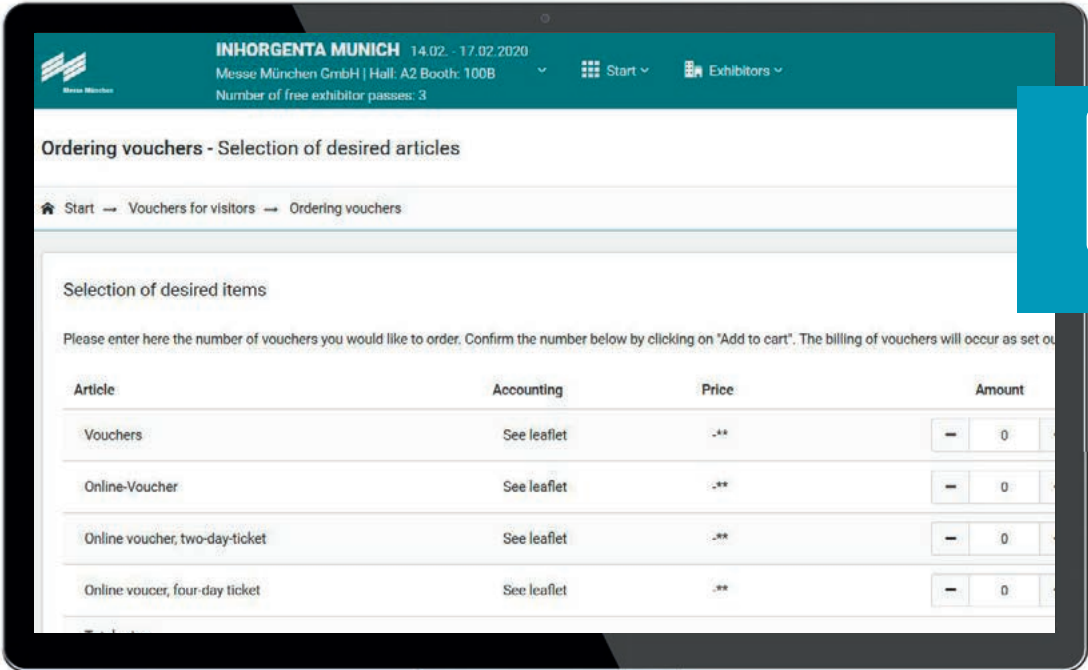 INHORGENTA MUNICH 14.02. - 17.02.2020
Messe München GmbH | Hall: A2 Booth: 100B
Number of free exhibitor passes: 3
Start
Exhibitors
Messe München
Ordering vouchers - Selection of desired articles
Start → Vouchers for visitors → Ordering vouchers
Selection of desired items
Please enter here the number of vouchers you would like to order. Confirm the number below by clicking on "Add to cart". The billing of vouchers will occur as set
Article Accounting Price Amount
Vouchers See leaflet -** − 0
Online-Voucher See leaflet -** − 0
Online voucher, two-day-ticket See leaflet -** − 0
Online voucer, four-day ticket See leaflet -** − 0